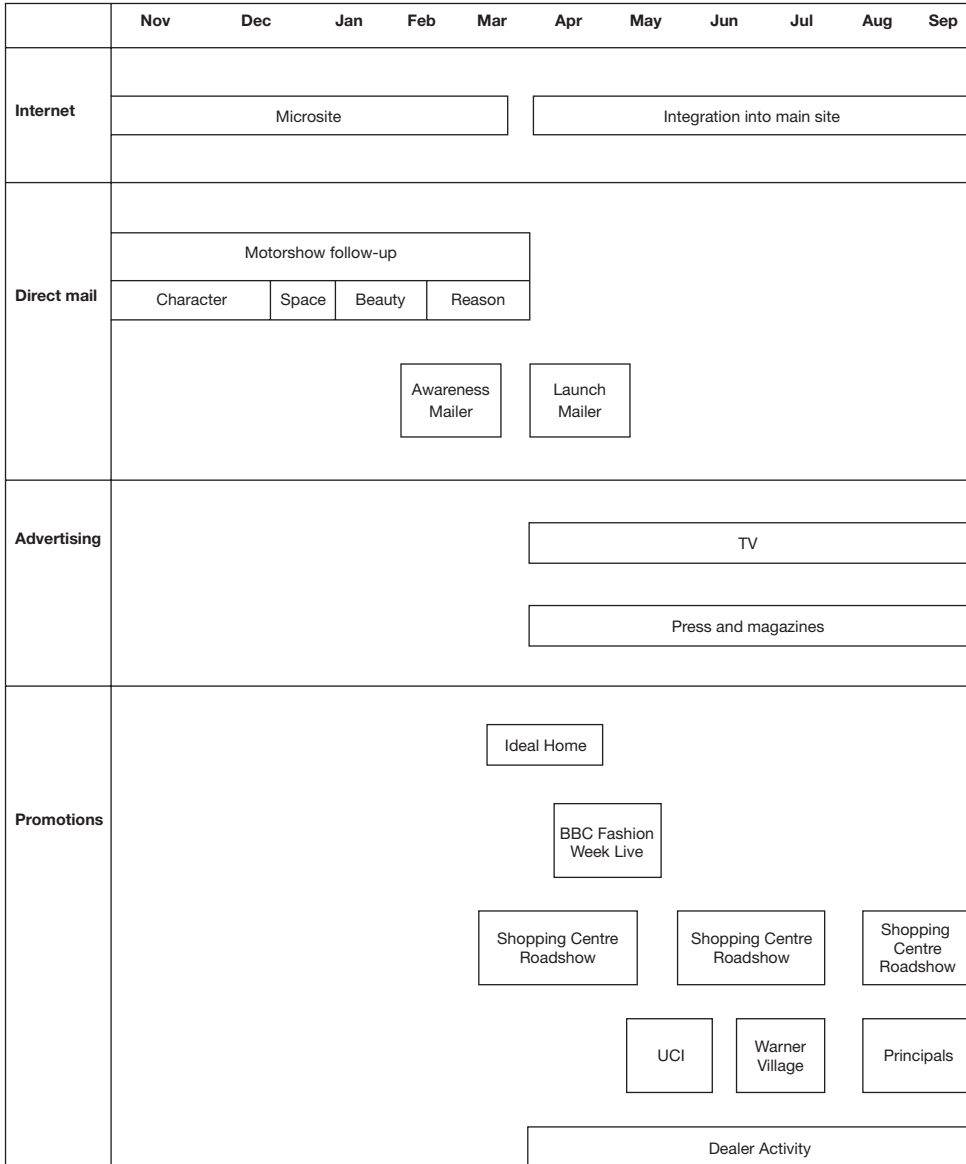 Nov Dec Jan Feb Mar Apr May Jun Jul Aug Sep
Internet
Microsite
Integration into main site
Direct mail
Motorshow follow-up
Character
Space
Beauty
Reason
Awareness
Mailer
Launch
Mailer
Advertising
TV
Press and magazines
Promotions
Ideal Home
BBC Fashion
Week Live
Shopping Centre
Roadshow
Shopping Centre
Roadshow
Shopping
Centre
Roadshow
UCI
Warner
Village
Principals
Dealer Activity